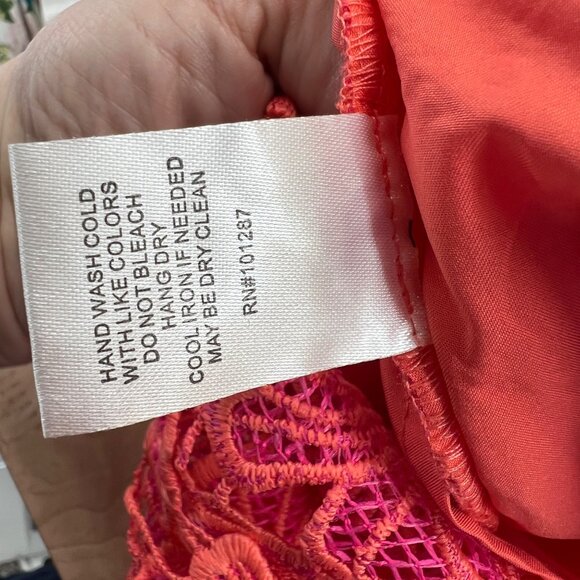 HAND WASH COLD
WITH LIKE COLORS
DO NOT BLEACH
HANG DRY
COOL IRON IF NEEDED
MAY BE DRY CLEAN
RN#101287